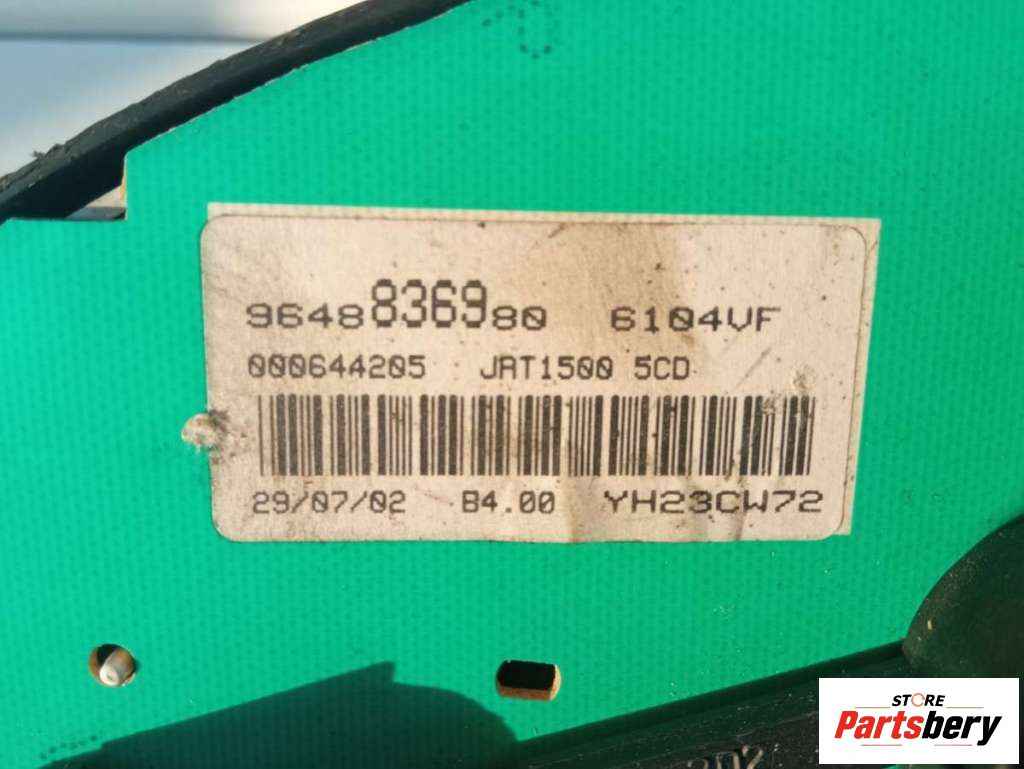 9648836980 6104VF
000644205 JAT1500 5CD
29/07/02 B4.00 YH23CW72
STORE
Partsbery